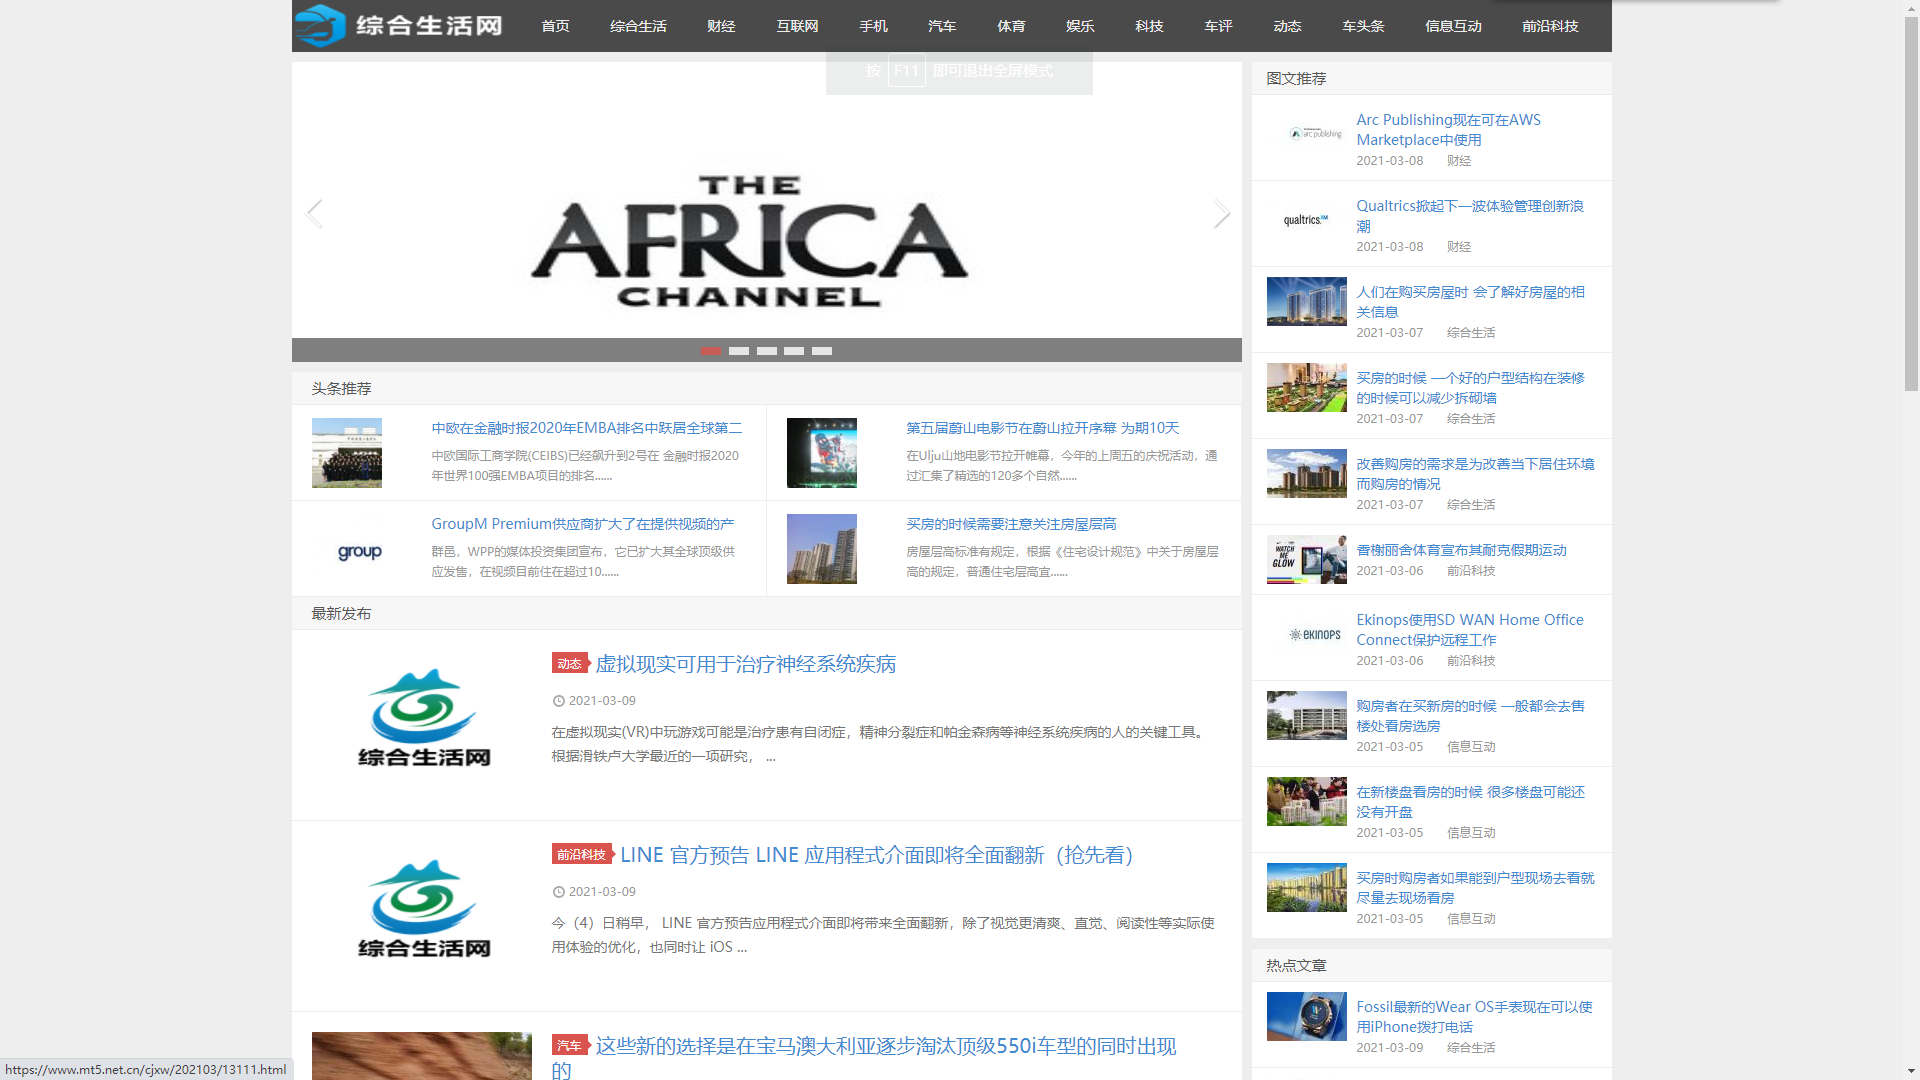 综合生活网 首页 综合生活 财经 互联网 手机 汽车 体育 娱乐 科技 车评 动态 车头条 信息互动 前沿科技
按 F11 即可退出全屏模式
THE
AFRICA
CHANNEL
头条推荐
中欧在金融时报2020年EMBA排名中跃居全球第二
中欧国际工商学院(CEIBS)已经飙升到2号在 金融时报2020
年世界100强EMBA项目的排名......
第五届蔚山电影节在蔚山拉开序幕 为期10天
在Ulju山地电影节拉开帷幕，今年的上周五的庆祝活动，通
过汇集了精选的120多个自然......
group
GroupM Premium供应商扩大了在提供视频的产
群邑，WPP的媒体投资集团宣布，它已扩大其全球顶级供
应发售，在视频目前住在超过10......
买房的时候需要注意关注房屋层高
房屋层高标准有规定，根据《住宅设计规范》中关于房屋层
高的规定，普通住宅层高宜......
最新发布
综合生活网
动态 虚拟现实可用于治疗神经系统疾病
2021-03-09
在虚拟现实(VR)中玩游戏可能是治疗患有自闭症，精神分裂症和帕金森病等神经系统疾病的人的关键工具。
根据滑铁卢大学最近的一项研究， ...
综合生活网
前沿科技 LINE 官方预告 LINE 应用程式介面即将全面翻新（抢先看）
2021-03-09
今（4）日稍早， LINE 官方预告应用程式介面即将带来全面翻新，除了视觉更清爽、直觉、阅读性等实际使
用体验的优化，也同时让 iOS ...
汽车 这些新的选择是在宝马澳大利亚逐步淘汰顶级550i车型的同时出现
的
图文推荐
arc publishing
Arc Publishing现在可在AWS
Marketplace中使用
2021-03-08 财经
qualtrics.XM
Qualtrics掀起下一波体验管理创新浪
潮
2021-03-08 财经
人们在购买房屋时 会了解好房屋的相
关信息
2021-03-07 综合生活
买房的时候 一个好的户型结构在装修
的时候可以减少拆砌墙
2021-03-07 综合生活
改善购房的需求是为改善当下居住环境
而购房的情况
2021-03-07 综合生活
WATCH
ME
GLOW
香榭丽舍体育宣布其耐克假期运动
2021-03-06 前沿科技
EKINOPS
Ekinops使用SD WAN Home Office
Connect保护远程工作
2021-03-06 前沿科技
购房者在买新房的时候 一般都会去售
楼处看房选房
2021-03-05 信息互动
在新楼盘看房的时候 很多楼盘可能还
没有开盘
2021-03-05 信息互动
买房时购房者如果能到户型现场去看就
尽量去现场看房
2021-03-05 信息互动
热点文章
Fossil最新的Wear OS手表现在可以使
用iPhone拨打电话
2021-03-09 综合生活
https://www.mt5.net.cn/cjxw/202103/13111.html